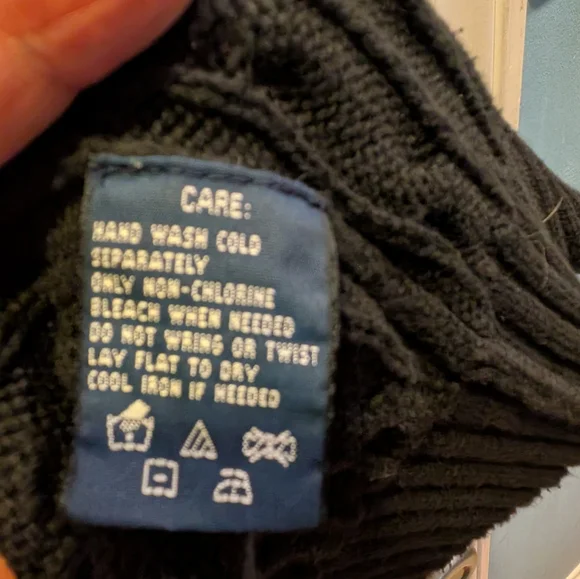 CARE:
HAND WASH COLD
SEPARATELY
ONLY NON-CHLORINE
BLEACH WHEN NEEDED
DO NOT WRING OR TWIST
LAY FLAT TO DRY
COOL IRON IF NEEDED